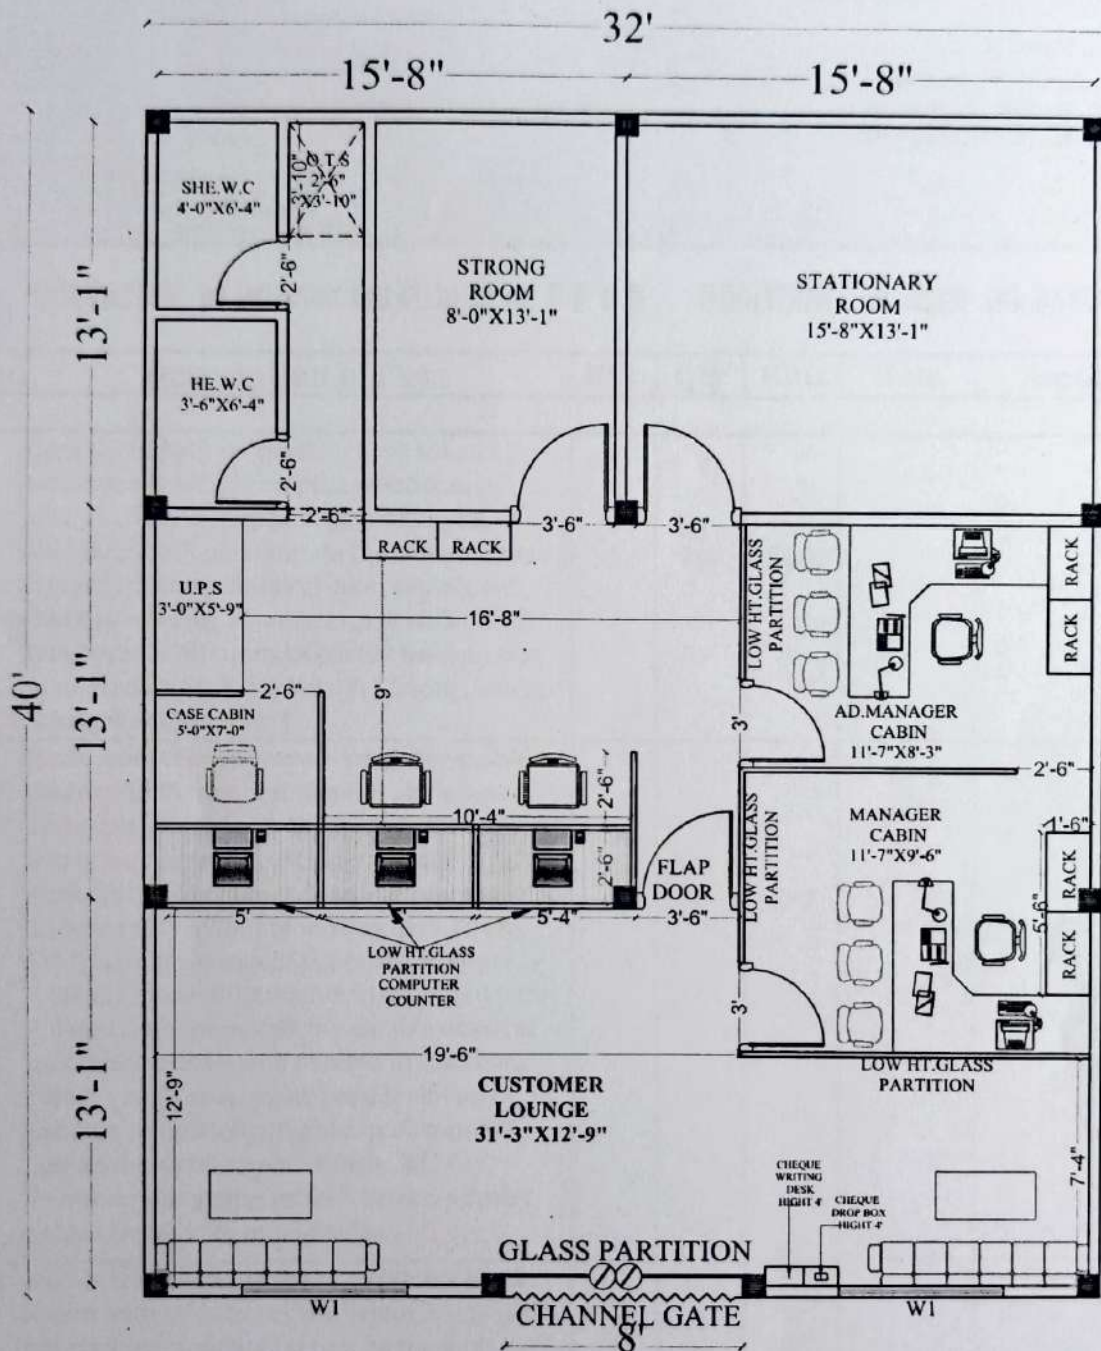 32'
15'-8"
15'-8"
40'
13'-1"
13'-1"
13'-1"
SHE.W.C
4'-0"X6'-4"
O.T.S
2'-6"
X3'-10"
3'-10"
2'-6"
HE.W.C
3'-6"X6'-4"
2'-6"
2'-6"
STRONG
ROOM
8'-0"X13'-1"
STATIONARY
ROOM
15'-8"X13'-1"
3'-6"
3'-6"
RACK
RACK
U.P.S
3'-0"X5'-9"
16'-8"
9'
2'-6"
CASE CABIN
5'-0"X7'-0"
10'-4"
2'-6"
2'-6"
LOW HT.GLASS
PARTITION
RACK
RACK
AD.MANAGER
CABIN
11'-7"X8'-3"
3'
2'-6"
MANAGER
CABIN
11'-7"X9'-6"
1'-6"
LOW HT.GLASS
PARTITION
RACK
RACK
5'-6"
FLAP
DOOR
3'-6"
5'
5'-4"
LOW HT.GLASS
PARTITION
COMPUTER
COUNTER
3'
LOW HT.GLASS
PARTITION
19'-6"
12'-9"
CUSTOMER
LOUNGE
31'-3"X12'-9"
7'-4"
CHEQUE
WRITING
DESK
HIGHT 4'
CHEQUE
DROP BOX
HIGHT 4'
GLASS PARTITION
W1
CHANNEL GATE
W1
8'